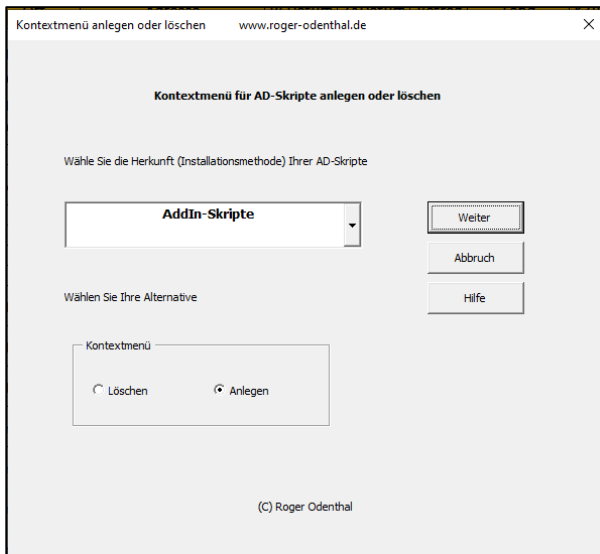 Kontextmenü anlegen oder löschen www.roger-odenthal.de
Kontextmenü für AD-Skripte anlegen oder löschen
Wähle Sie die Herkunft (Installationsmethode) Ihrer AD-Skripte
AddIn-Skripte
Weiter
Abbruch
Wählen Sie Ihre Alternative
Hilfe
Kontextmenü
Löschen Anlegen
(C) Roger Odenthal